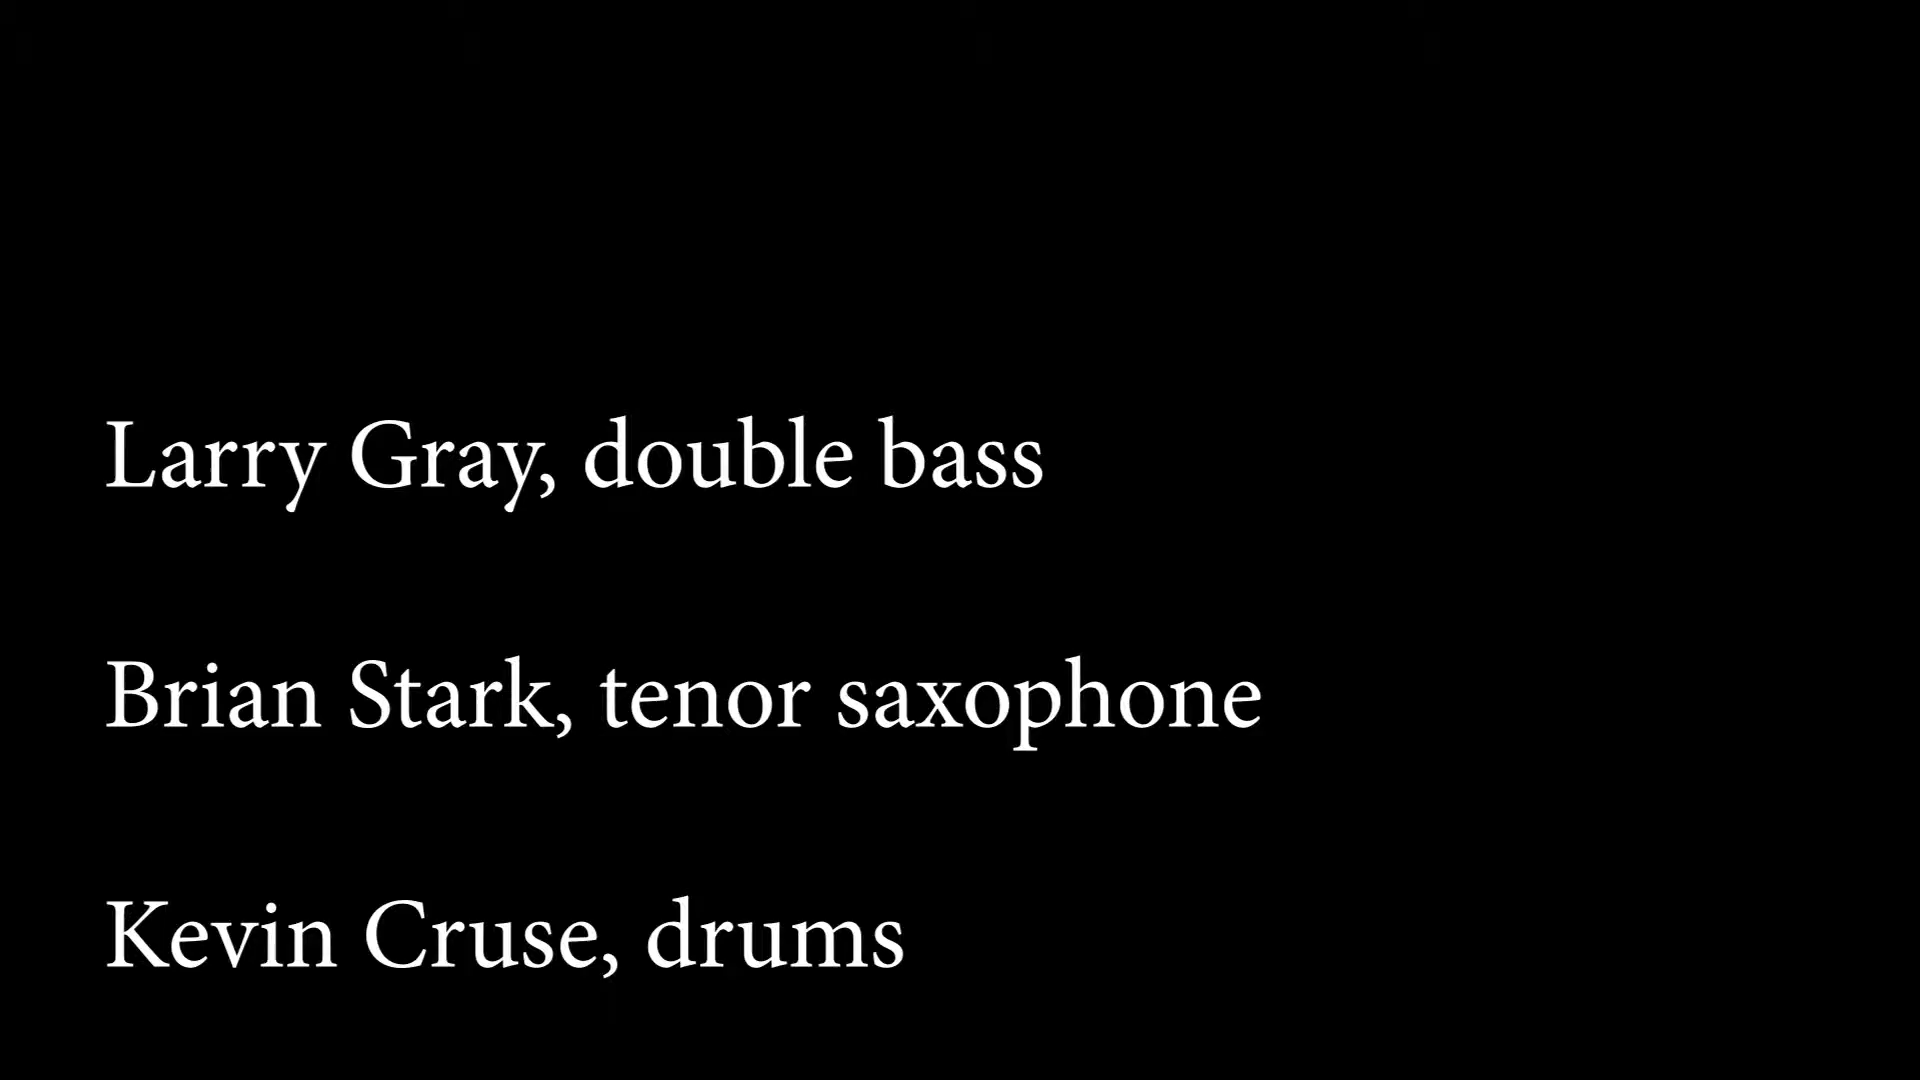 Larry Gray, double bass
Brian Stark, tenor saxophone
Kevin Cruse, drums